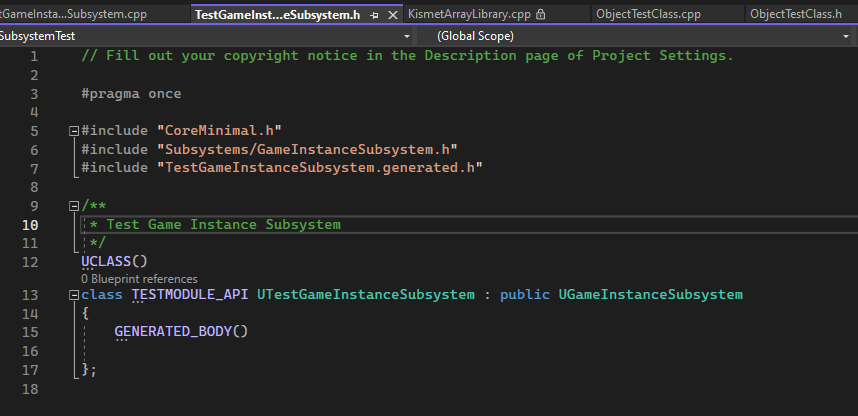 tGameInsta...Subsystem.cpp TestGameInst...eSubsystem.h KismetArrayLibrary.cpp ObjectTestClass.cpp ObjectTestClass.h
SubsystemTest (Global Scope)
1 // Fill out your copyright notice in the Description page of Project Settings.
2
3 #pragma once
4
5 #include "CoreMinimal.h"
6 #include "Subsystems/GameInstanceSubsystem.h"
7 #include "TestGameInstanceSubsystem.generated.h"
8
9 /**
10 * Test Game Instance Subsystem
11 */
12 UCLASS()
0 Blueprint references
13 class TESTMODULE_API UTestGameInstanceSubsystem : public UGameInstanceSubsystem
14 {
15 GENERATED_BODY()
16
17 };
18